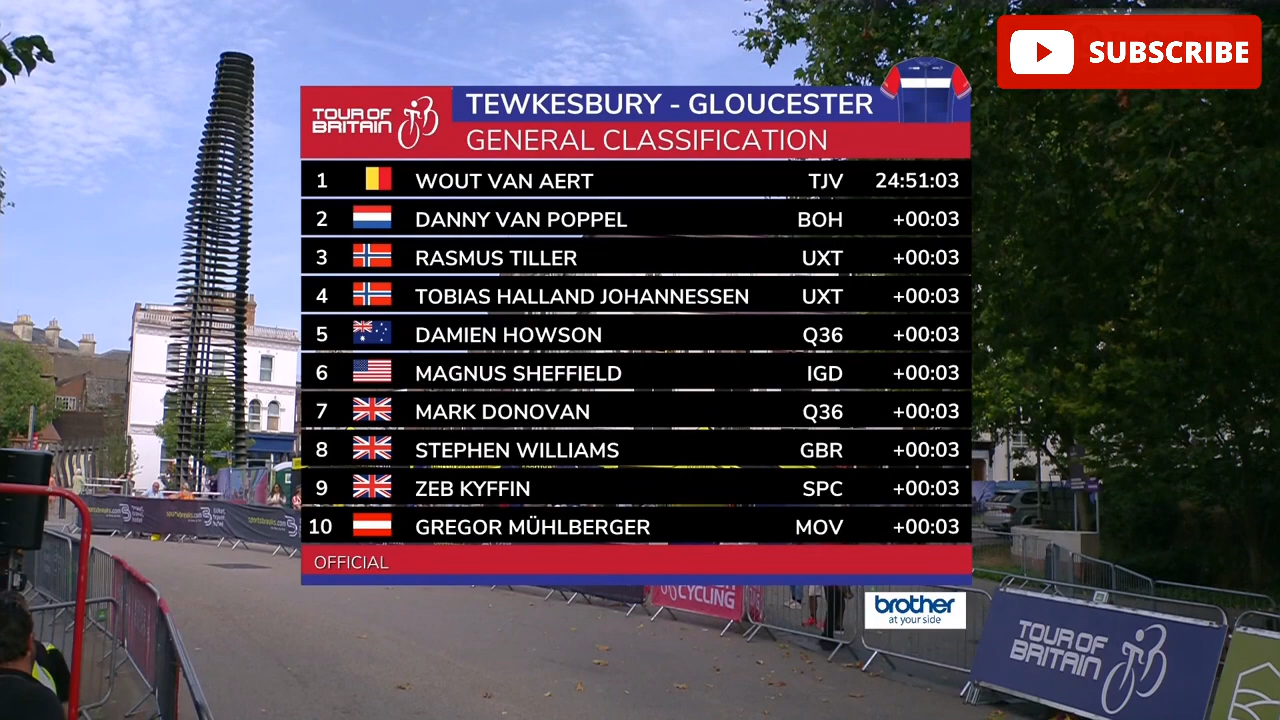 SUBSCRIBE
TOUR OF
BRITAIN
TEWKESBURY - GLOUCESTER
GENERAL CLASSIFICATION
1 WOUT VAN AERT TJV 24:51:03
2 DANNY VAN POPPEL BOH +00:03
3 RASMUS TILLER UXT +00:03
4 TOBIAS HALLAND JOHANNESSEN UXT +00:03
5 DAMIEN HOWSON Q36 +00:03
6 MAGNUS SHEFFIELD IGD +00:03
7 MARK DONOVAN Q36 +00:03
8 STEPHEN WILLIAMS GBR +00:03
9 ZEB KYFFIN SPC +00:03
10 GREGOR MÜHLBERGER MOV +00:03
OFFICIAL
CYCLING
brother
at your side
TOUR OF
BRITAIN